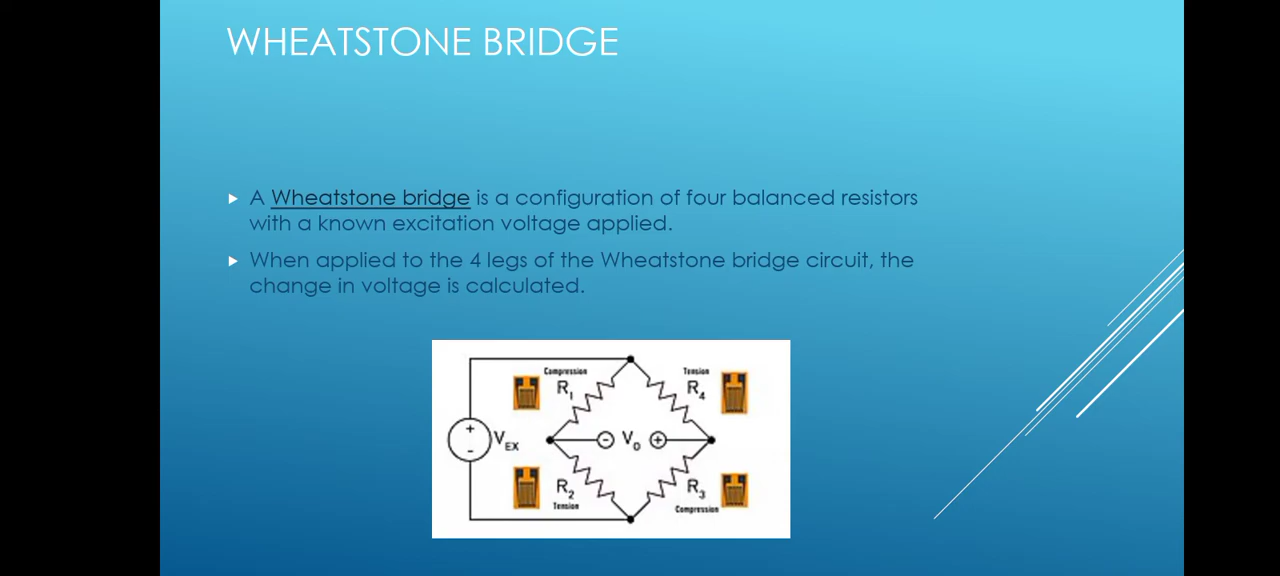 WHEATSTONE BRIDGE
A Wheatstone bridge is a configuration of four balanced resistors
with a known excitation voltage applied.
When applied to the 4 legs of the Wheatstone bridge circuit, the
change in voltage is calculated.
Compression
R1
Tension
R4
+
-
VEX
- VO +
R2
Tension
R3
Compression